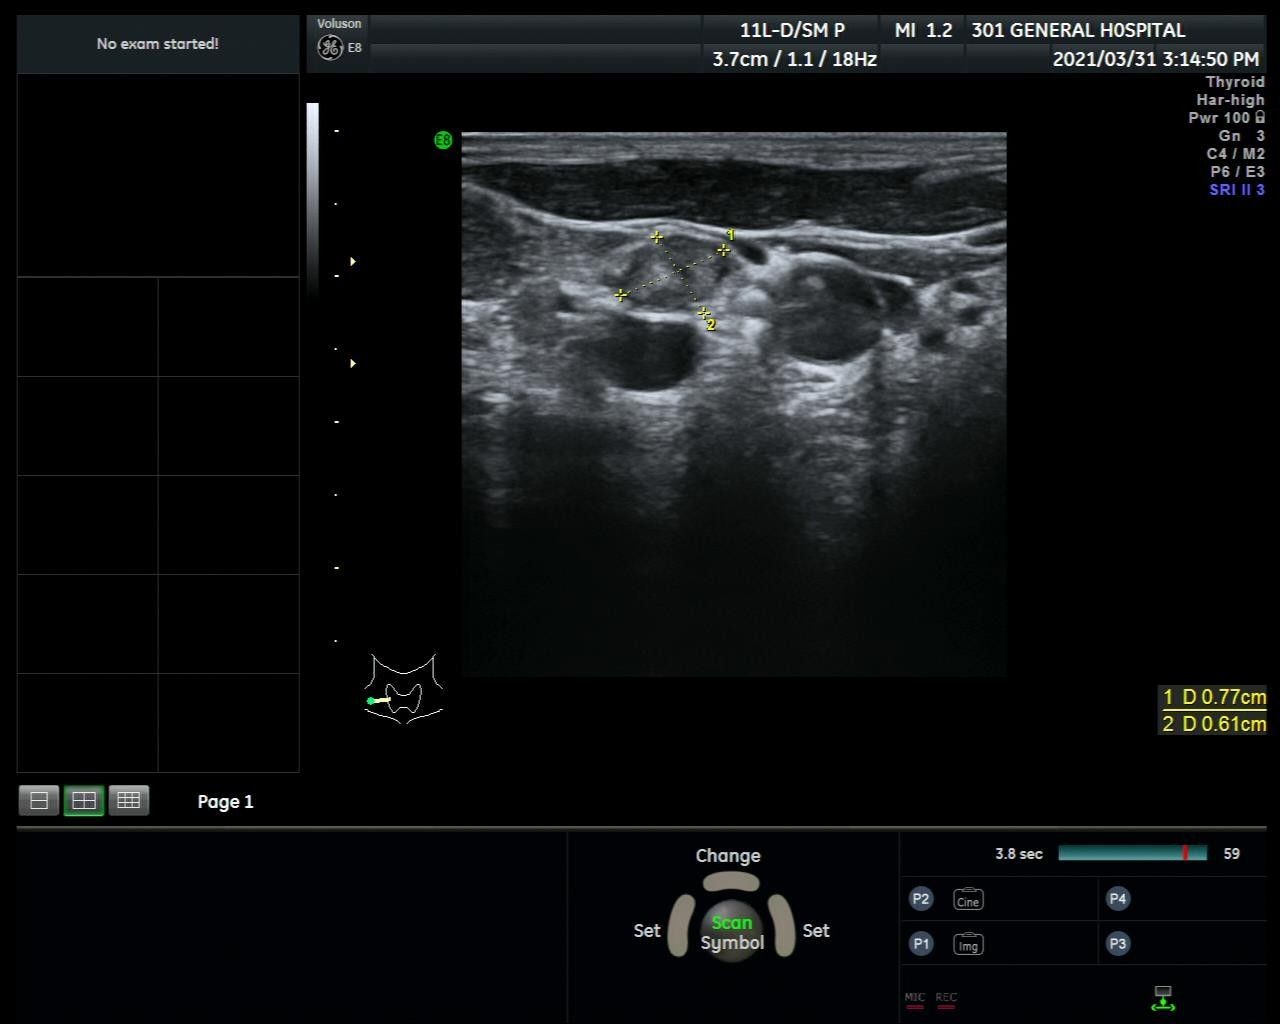 No exam started!
Voluson
E8
11L-D/SM P
MI 1.2
301 GENERAL HOSPITAL
3.7cm / 1.1 / 18Hz
2021/03/31 3:14:50 PM
Thyroid
Har-high
Pwr 100
Gn 3
C4 / M2
P6 / E3
SRI II 3
E8
1
2
1 D 0.77cm
2 D 0.61cm
Page 1
Change
Set
Scan
Symbol
Set
3.8 sec
59
P2
Cine
P4
P1
Img
P3
MIC
REC